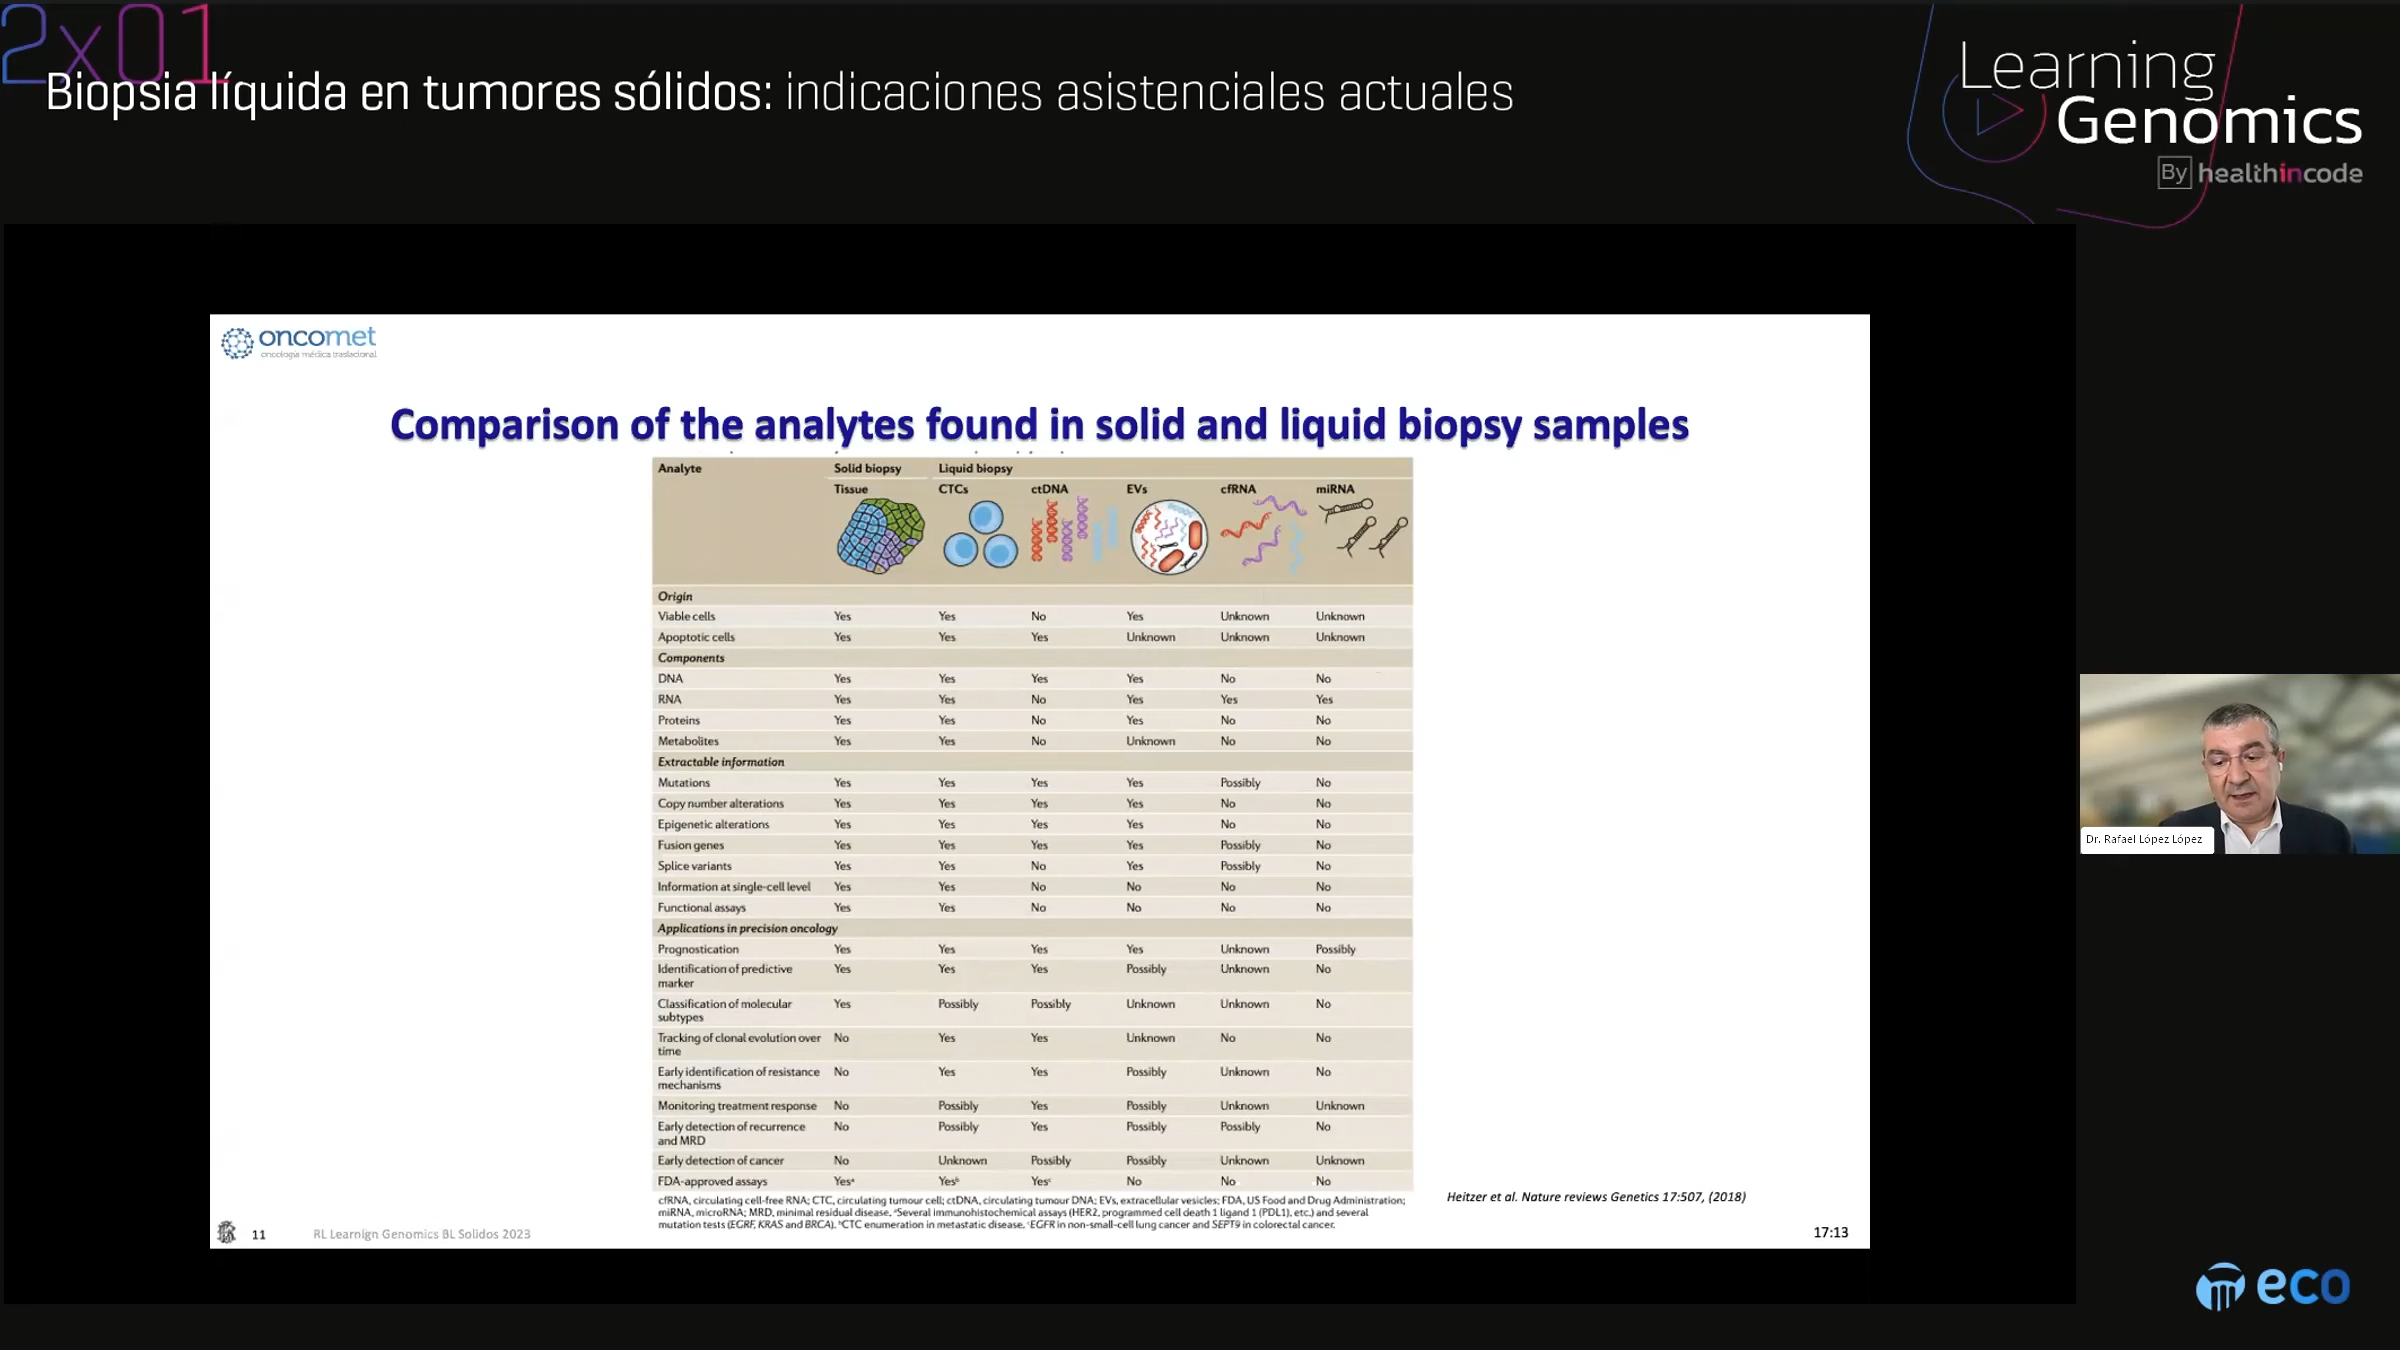 2x01
Biopsia líquida en tumores sólidos: indicaciones asistenciales actuales
Learning
Genomics
By healthincode
oncomet
oncología médica traslacional
Comparison of the analytes found in solid and liquid biopsy samples
Analyte Solid biopsy Liquid biopsy
Tissue CTCs ctDNA EVs cfRNA miRNA
Origin
Viable cells Yes Yes No Yes Unknown Unknown
Apoptotic cells Yes Yes Yes Unknown Unknown Unknown
Components
DNA Yes Yes Yes Yes No No
RNA Yes Yes No Yes Yes Yes
Proteins Yes Yes No Yes No No
Metabolites Yes Yes No Unknown No No
Extractable information
Mutations Yes Yes Yes Yes Possibly No
Copy number alterations Yes Yes Yes Yes No No
Epigenetic alterations Yes Yes Yes Yes No No
Fusion genes Yes Yes Yes Yes Possibly No
Splice variants Yes Yes No Yes Possibly No
Information at single-cell level Yes Yes No No No No
Functional assays Yes Yes No No No No
Applications in precision oncology
Prognostication Yes Yes Yes Yes Unknown Possibly
Identification of predictive Yes Yes Yes Possibly Unknown No
marker
Classification of molecular Yes Possibly Possibly Unknown Unknown No
subtypes
Tracking of clonal evolution over No Yes Yes Unknown No No
time
Early identification of resistance No Yes Yes Possibly Unknown No
mechanisms
Monitoring treatment response No Possibly Yes Possibly Unknown Unknown
Early detection of recurrence No Possibly Yes Possibly Possibly No
and MRD
Early detection of cancer No Unknown Possibly Possibly Unknown Unknown
FDA-approved assays Yesᵃ Yesᵇ Yesᶜ No No No
cfRNA, circulating cell-free RNA; CTC, circulating tumour cell; ctDNA, circulating tumour DNA; EVs, extracellular vesicles; FDA, US Food and Drug Administration;
miRNA, microRNA; MRD, minimal residual disease. ᵃSeveral immunohistochemical assays (HER2, programmed cell death 1 ligand 1 (PDL1), etc.) and several
mutation tests (EGRF, KRAS and BRCA). ᵇCTC enumeration in metastatic disease. ᶜEGFR in non-small-cell lung cancer and SEPT9 in colorectal cancer.
Heitzer et al. Nature reviews Genetics 17:507, (2018)
11 RL Learnign Genomics BL Solidos 2023
17:13
Dr. Rafael López López
eco